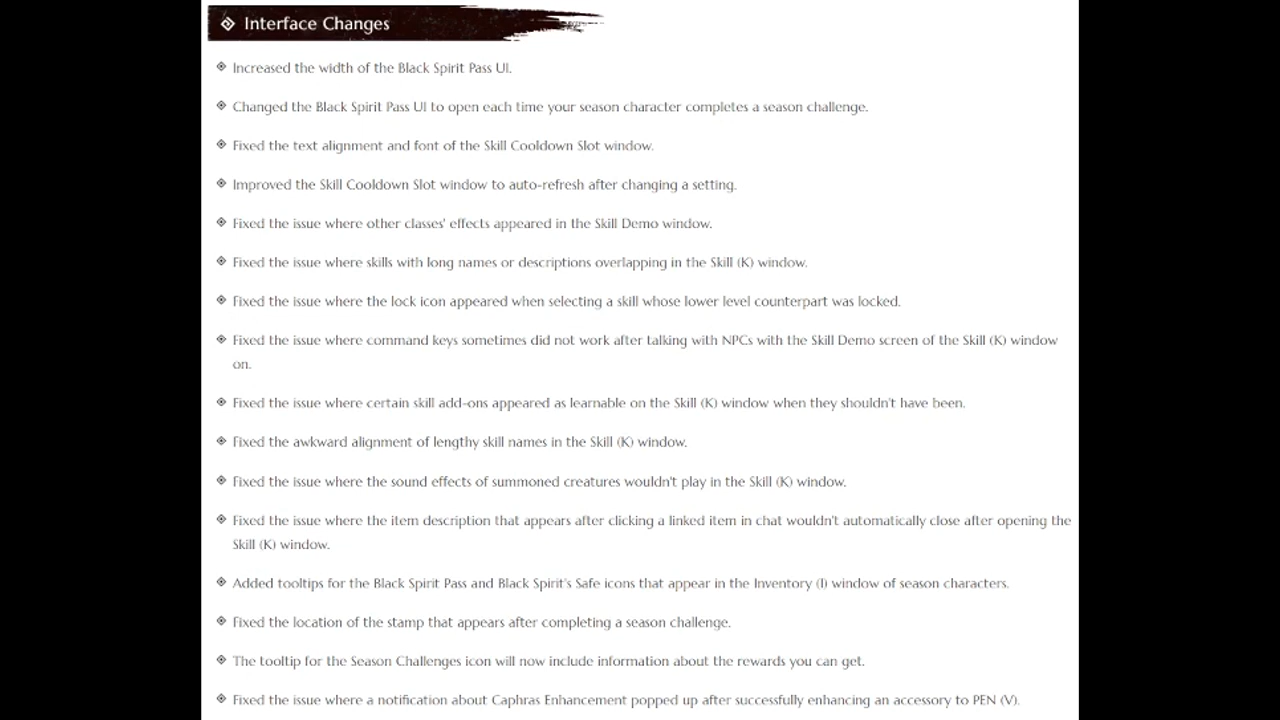 Interface Changes
Increased the width of the Black Spirit Pass UI.
Changed the Black Spirit Pass UI to open each time your season character completes a season challenge.
Fixed the text alignment and font of the Skill Cooldown Slot window.
Improved the Skill Cooldown Slot window to auto-refresh after changing a setting.
Fixed the issue where other classes' effects appeared in the Skill Demo window.
Fixed the issue where skills with long names or descriptions overlapping in the Skill (K) window.
Fixed the issue where the lock icon appeared when selecting a skill whose lower level counterpart was locked.
Fixed the issue where command keys sometimes did not work after talking with NPCs with the Skill Demo screen of the Skill (K) window
on.
Fixed the issue where certain skill add-ons appeared as learnable on the Skill (K) window when they shouldn't have been.
Fixed the awkward alignment of lengthy skill names in the Skill (K) window.
Fixed the issue where the sound effects of summoned creatures wouldn't play in the Skill (K) window.
Fixed the issue where the item description that appears after clicking a linked item in chat wouldn't automatically close after opening the
Skill (K) window.
Added tooltips for the Black Spirit Pass and Black Spirit's Safe icons that appear in the Inventory (I) window of season characters.
Fixed the location of the stamp that appears after completing a season challenge.
The tooltip for the Season Challenges icon will now include information about the rewards you can get.
Fixed the issue where a notification about Caphras Enhancement popped up after successfully enhancing an accessory to PEN (V).